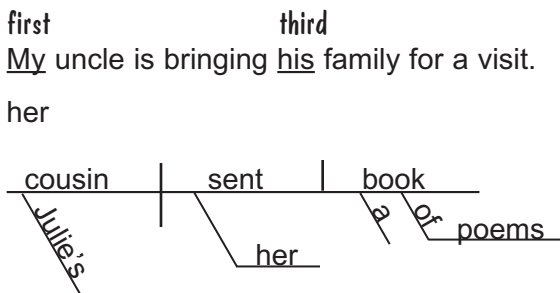 first third
My uncle is bringing his family for a visit.
her
cousin sent book
Julie's a of
her poems